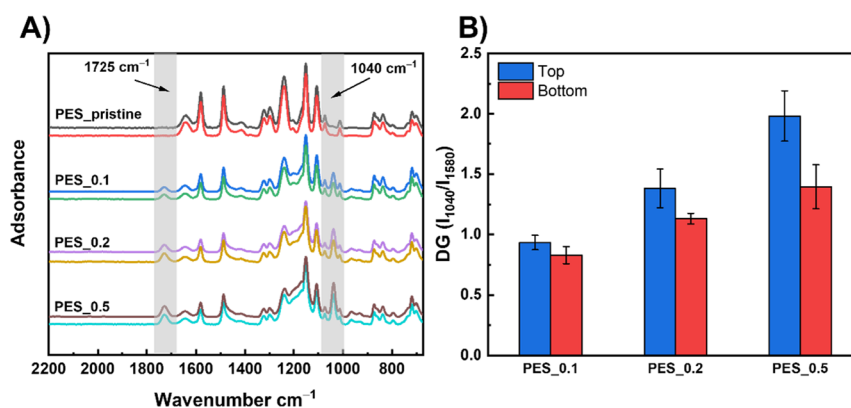 A)
1725 cm⁻¹
1040 cm⁻¹
PES_pristine
PES_0.1
PES_0.2
PES_0.5
Adsorbance
2200 2000 1800 1600 1400 1200 1000 800
Wavenumber cm⁻¹
B)
Top
Bottom
2.5
2.0
1.5
1.0
0.5
0.0
DG (I₁₀₄₀/I₁₅₈₀)
PES_0.1 PES_0.2 PES_0.5